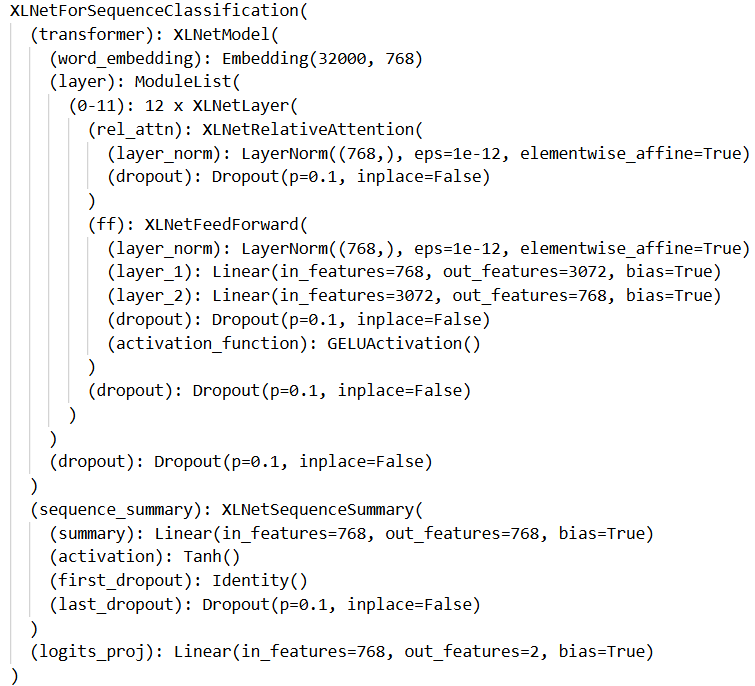 XLNetForSequenceClassification(
  (transformer): XLNetModel(
    (word_embedding): Embedding(32000, 768)
    (layer): ModuleList(
      (0-11): 12 x XLNetLayer(
        (rel_attn): XLNetRelativeAttention(
          (layer_norm): LayerNorm((768,), eps=1e-12, elementwise_affine=True)
          (dropout): Dropout(p=0.1, inplace=False)
        )
        (ff): XLNetFeedForward(
          (layer_norm): LayerNorm((768,), eps=1e-12, elementwise_affine=True)
          (layer_1): Linear(in_features=768, out_features=3072, bias=True)
          (layer_2): Linear(in_features=3072, out_features=768, bias=True)
          (dropout): Dropout(p=0.1, inplace=False)
          (activation_function): GELUActivation()
        )
        (dropout): Dropout(p=0.1, inplace=False)
      )
    )
    (dropout): Dropout(p=0.1, inplace=False)
  )
  (sequence_summary): XLNetSequenceSummary(
    (summary): Linear(in_features=768, out_features=768, bias=True)
    (activation): Tanh()
    (first_dropout): Identity()
    (last_dropout): Dropout(p=0.1, inplace=False)
  )
  (logits_proj): Linear(in_features=768, out_features=2, bias=True)
)